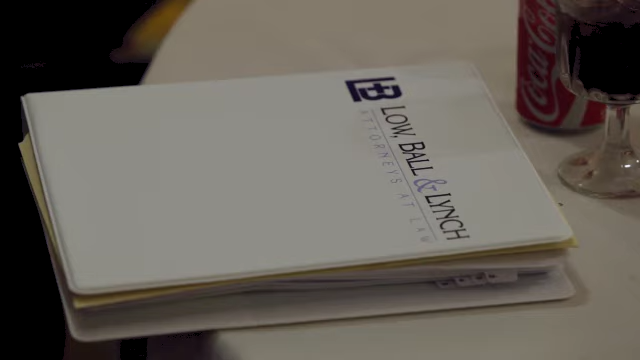 LB
LOW, BALL & LYNCH
ATTORNEYS AT LAW
Coca-Cola